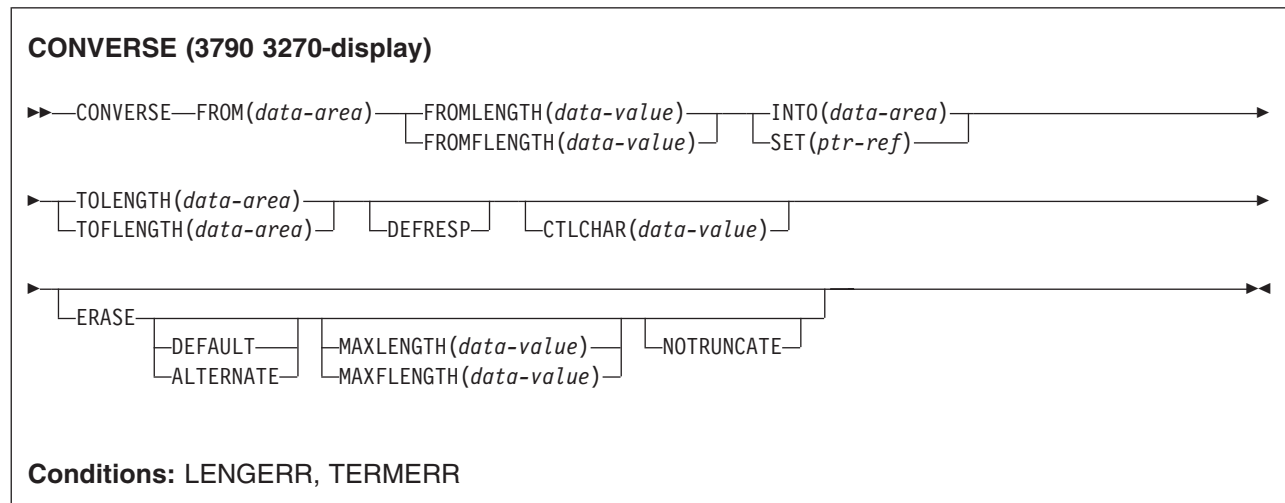 CONVERSE (3790 3270-display)
CONVERSE FROM(data-area) FROMLENGTH(data-value) INTO(data-area)
FROMFLENGTH(data-value) SET(ptr-ref)
TOLENGTH(data-area)
TOFLENGTH(data-area) DEFRESP CTLCHAR(data-value)
ERASE
DEFAULT MAXLENGTH(data-value) NOTRUNCATE
ALTERNATE MAXFLENGTH(data-value)
Conditions: LENGERR, TERMERR